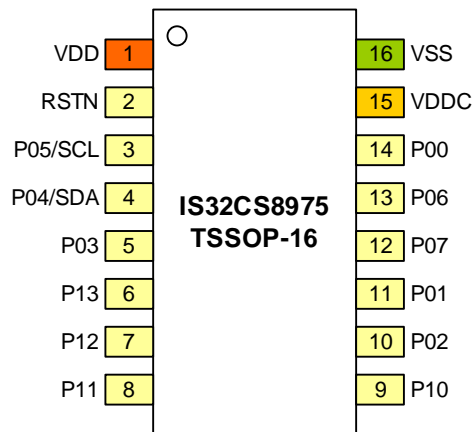 VDD 1 16 VSS
RSTN 2 15 VDDC
P05/SCL 3 14 P00
P04/SDA 4 13 P06
IS32CS8975
TSSOP-16
P03 5 12 P07
P13 6 11 P01
P12 7 10 P02
P11 8 9 P10